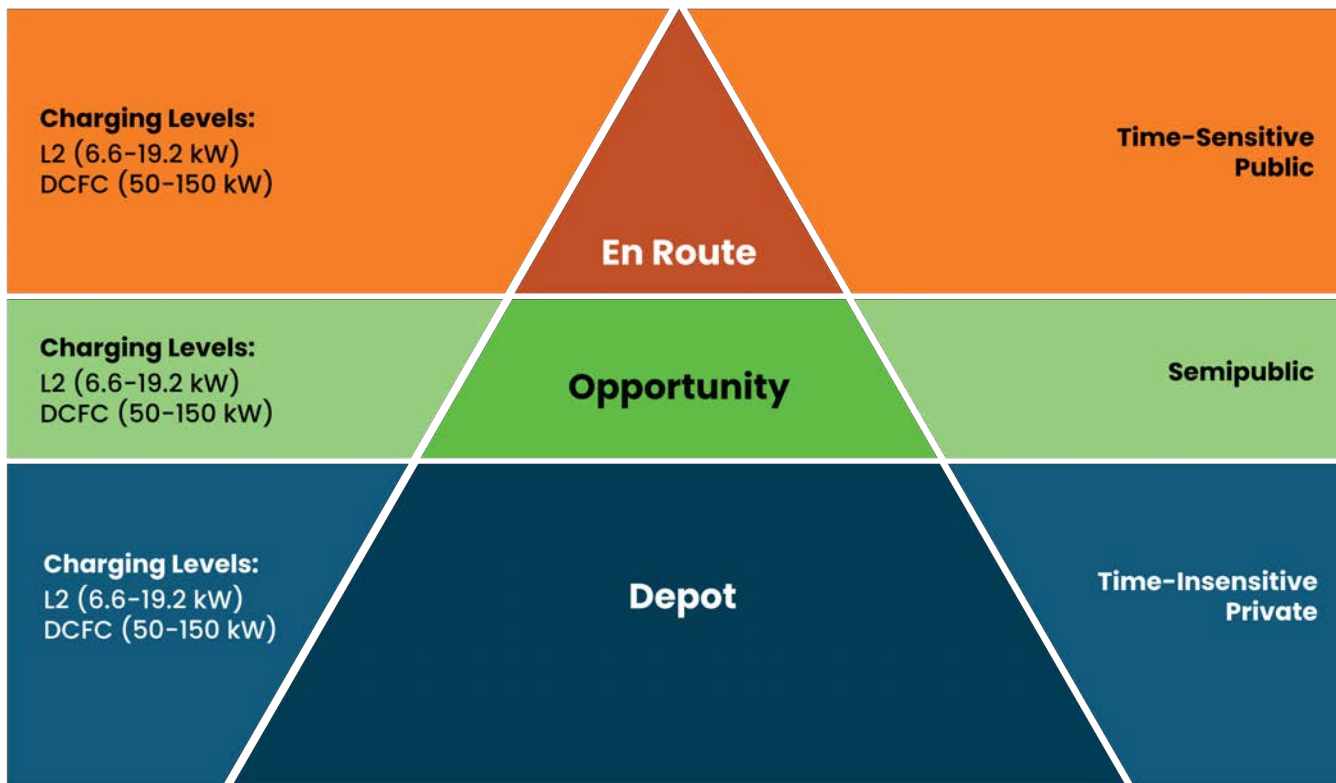 Charging Levels:
L2 (6.6-19.2 kW)
DCFC (50-150 kW)
En Route
Time-Sensitive
Public
Charging Levels:
L2 (6.6-19.2 kW)
DCFC (50-150 kW)
Opportunity
Semipublic
Charging Levels:
L2 (6.6-19.2 kW)
DCFC (50-150 kW)
Depot
Time-Insensitive
Private